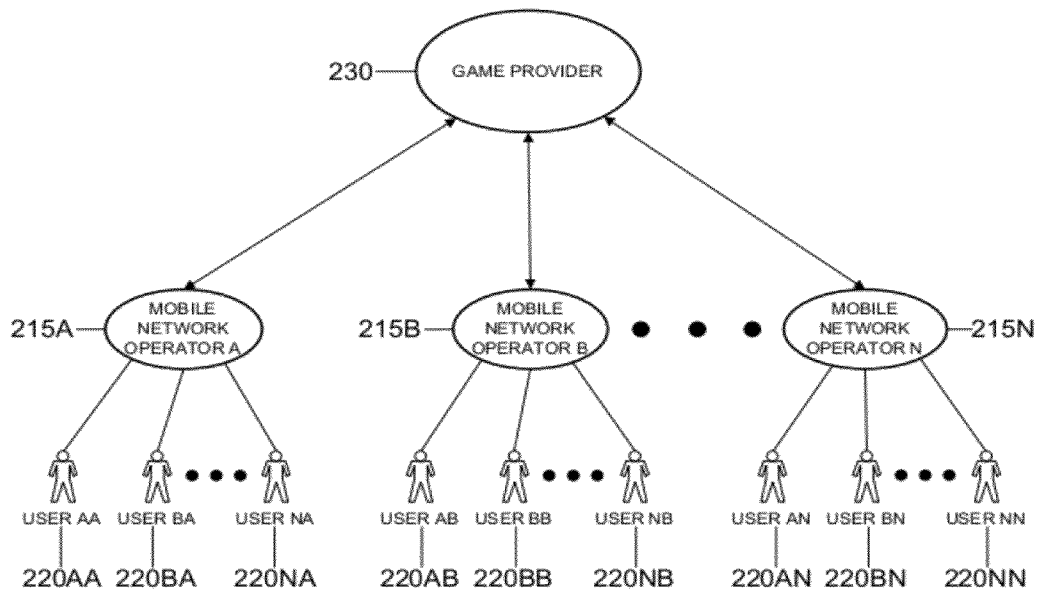 230 GAME PROVIDER
MOBILE
NETWORK
OPERATOR A
215A
MOBILE
NETWORK
OPERATOR B
215B
MOBILE
NETWORK
OPERATOR N
215N
USER AA USER BA USER NA USER AB USER BB USER NB USER AN USER BN USER NN
220AA 220BA 220NA 220AB 220BB 220NB 220AN 220BN 220NN